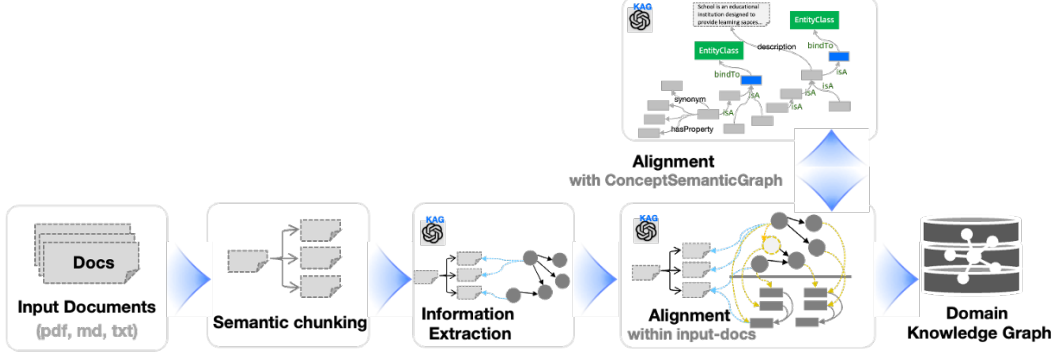 School is an educational
institution designed to
provide learning sapces...
KAG
EntityClass
EntityClass
description
bindTo
bindTo
isA
isA
isA
isA
isA
isA
synonym
hasProperty
Alignment
with ConceptSemanticGraph
Docs
Input Documents
(pdf, md, txt)
Semantic chunking
KAG
Information
Extraction
KAG
Alignment
within input-docs
Domain
Knowledge Graph